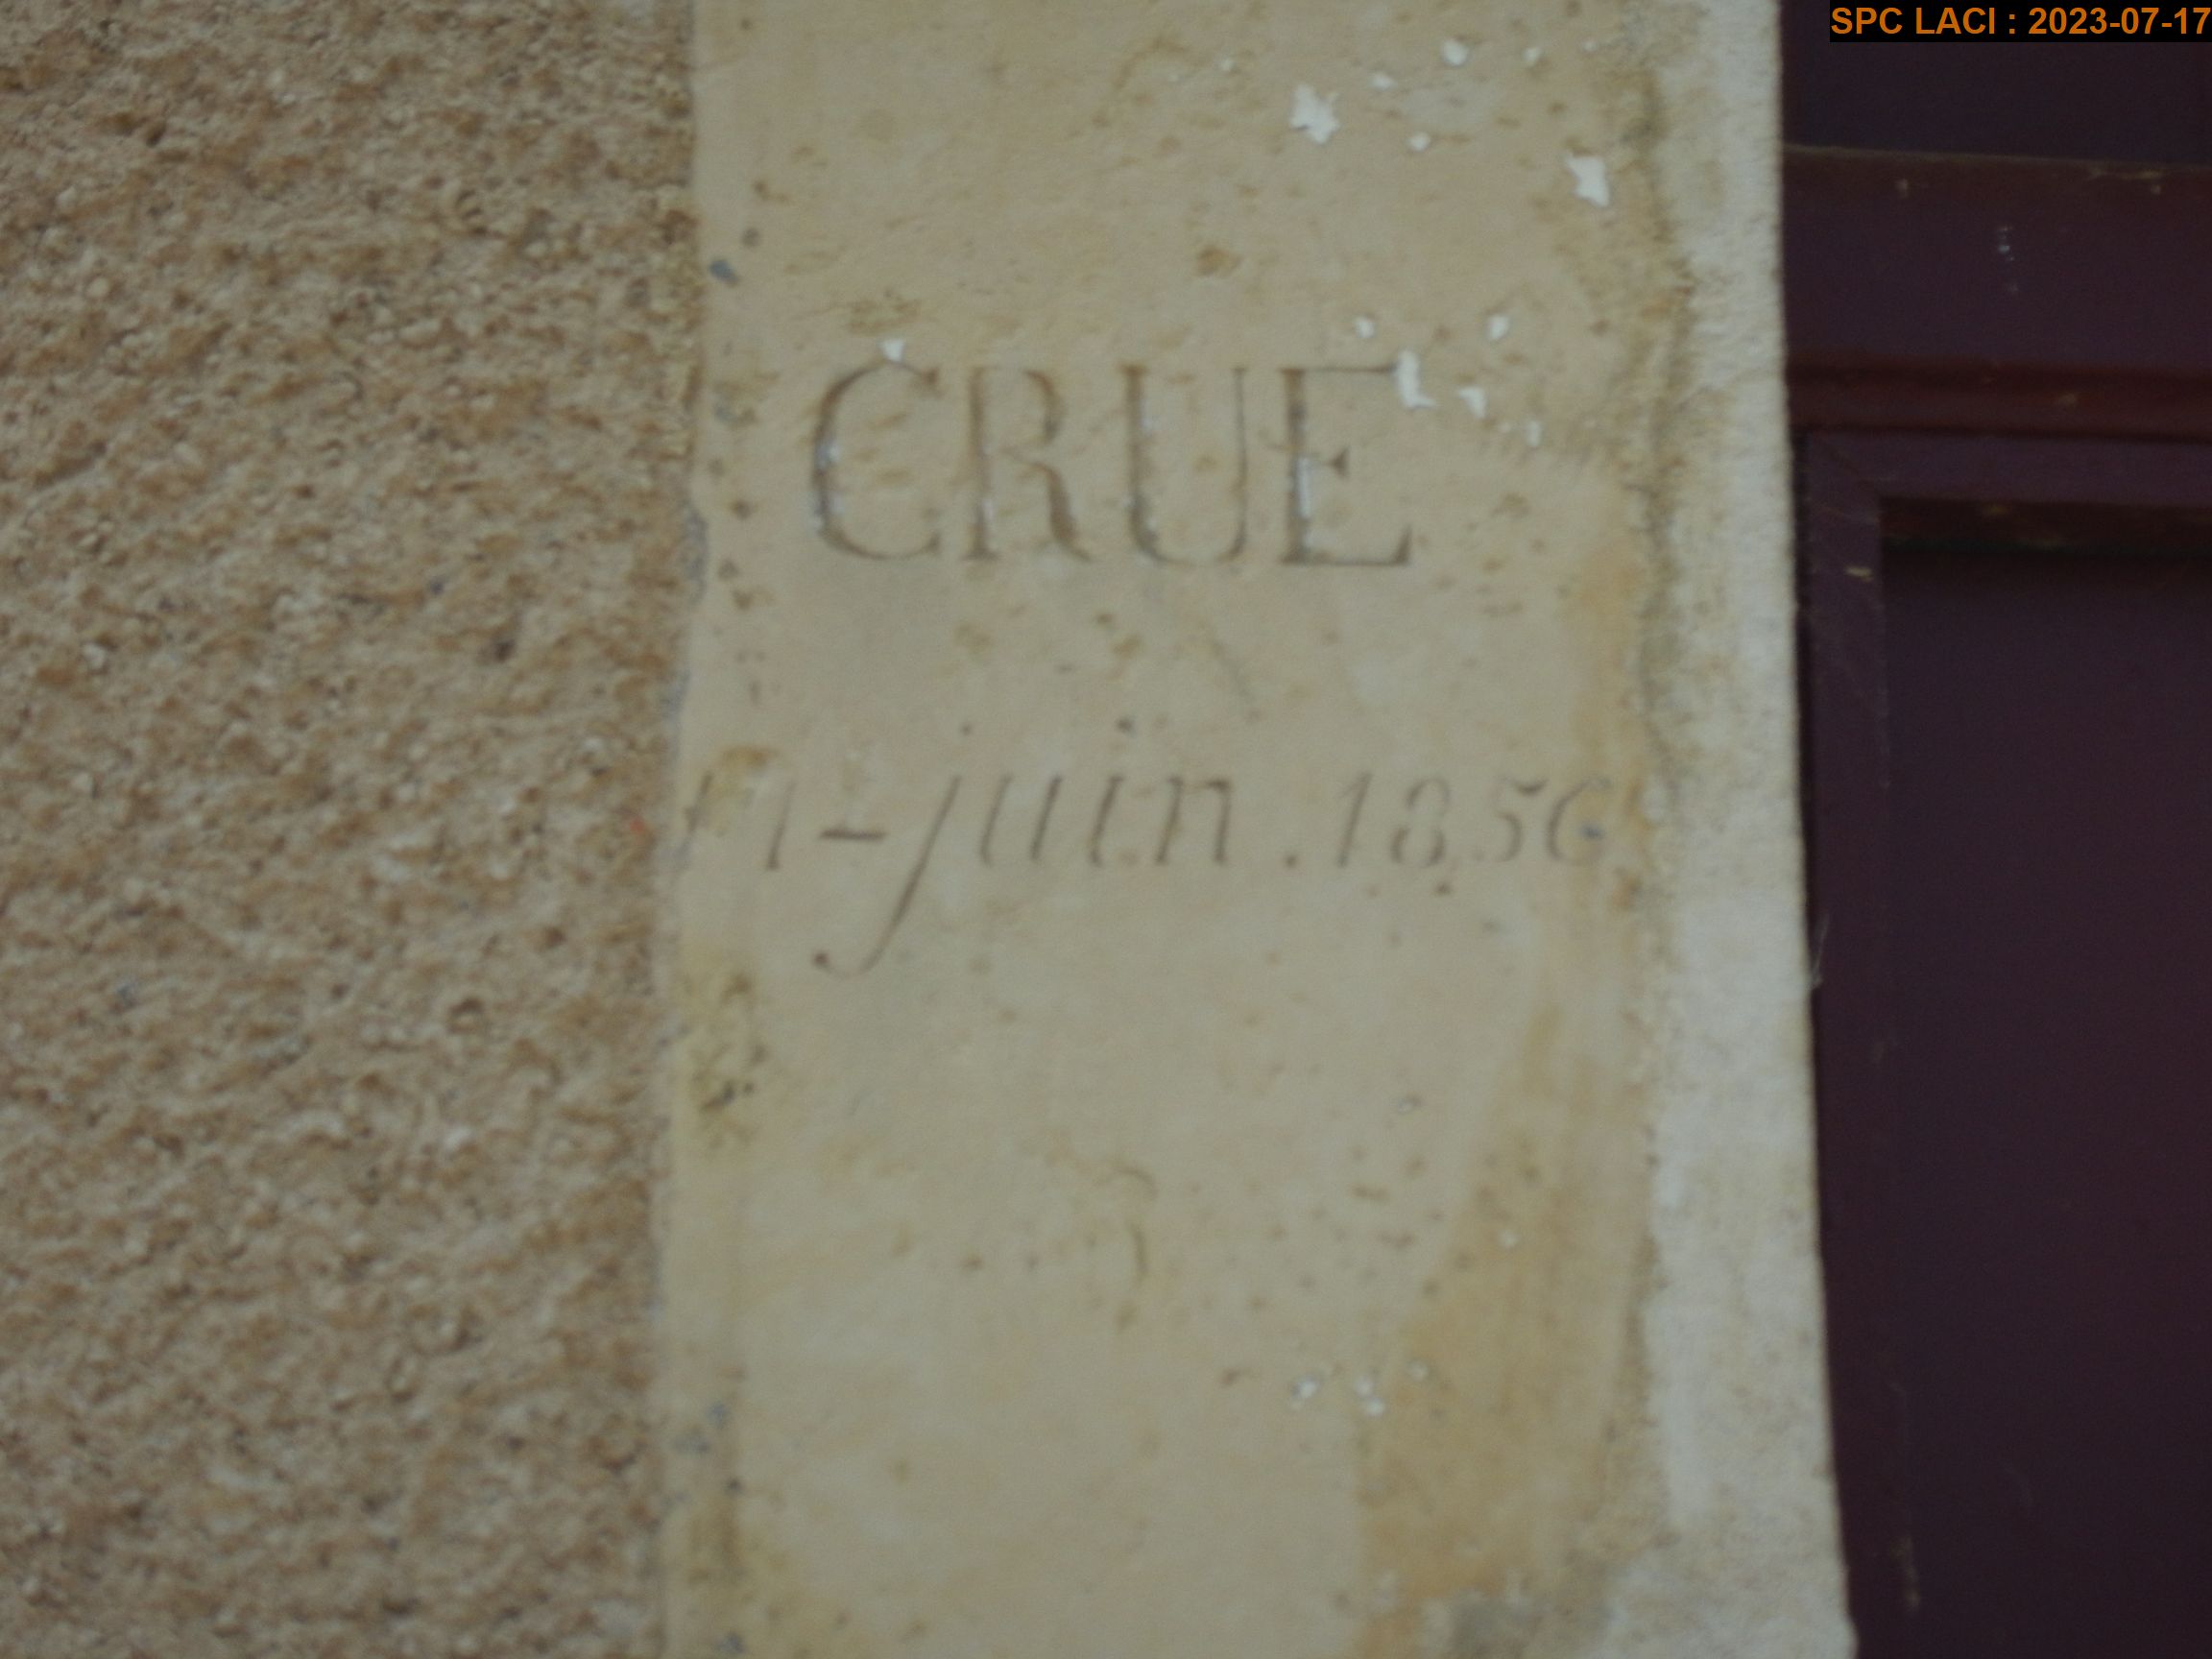 SPC LACI : 2023-07-17
CRUE
juin . 1856